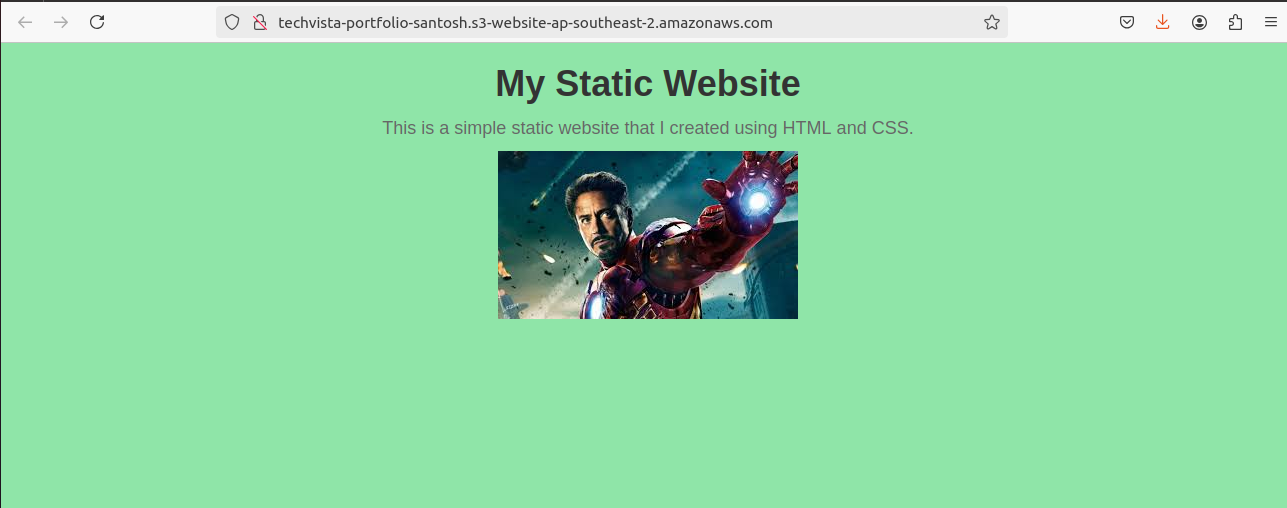 techvista-portfolio-santosh.s3-website-ap-southeast-2.amazonaws.com
My Static Website
This is a simple static website that I created using HTML and CSS.